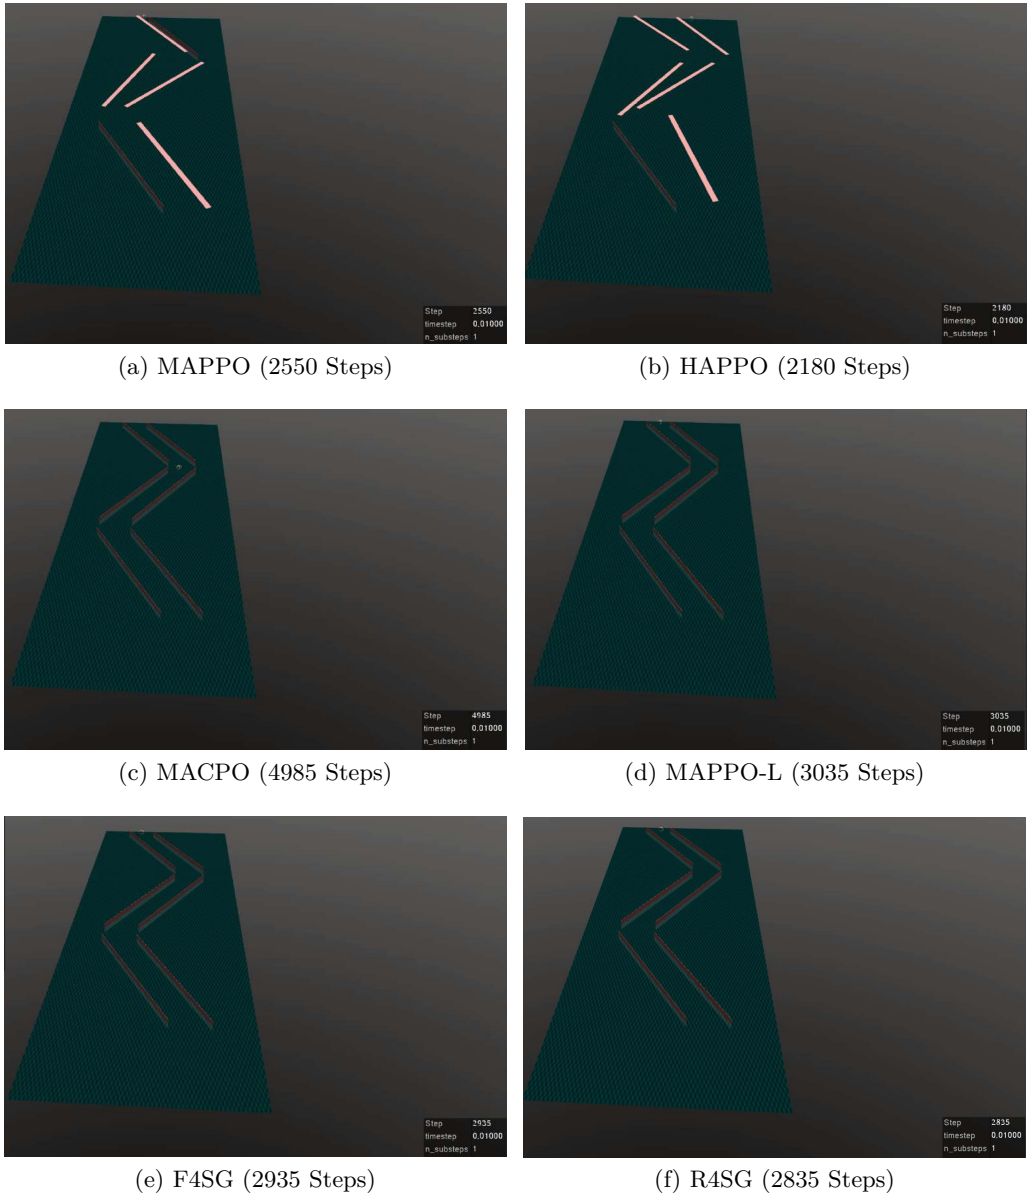 Step 2550
timestep 0.01000
n_substeps 1
Step 2180
timestep 0.01000
n_substeps 1
(a) MAPPO (2550 Steps)
(b) HAPPO (2180 Steps)
Step 4985
timestep 0.01000
n_substeps 1
Step 3035
timestep 0.01000
n_substeps 1
(c) MACPO (4985 Steps)
(d) MAPPO-L (3035 Steps)
Step 2935
timestep 0.01000
n_substeps 1
Step 2835
timestep 0.01000
n_substeps 1
(e) F4SG (2935 Steps)
(f) R4SG (2835 Steps)